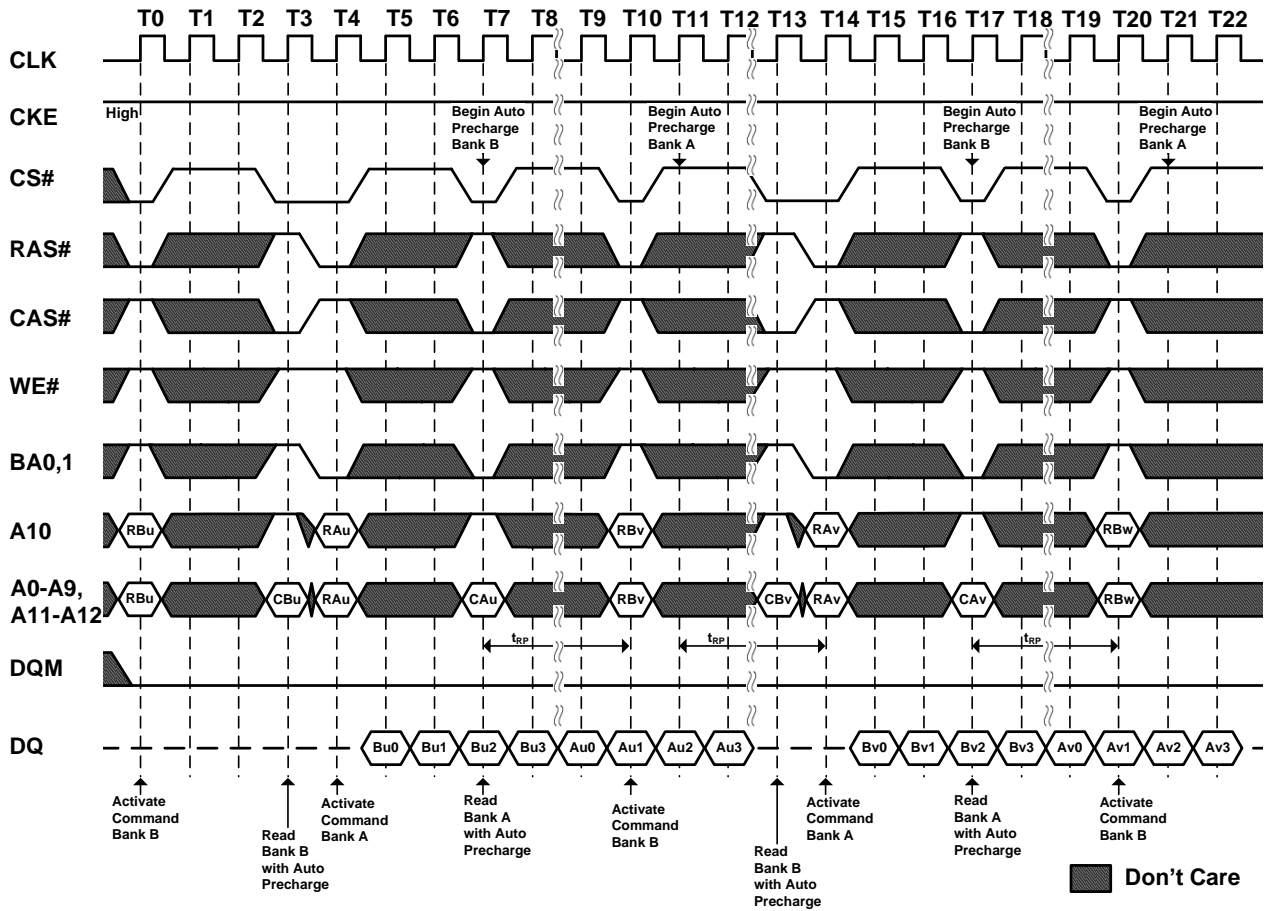 T0 T1 T2 T3 T4 T5 T6 T7 T8 T9 T10 T11 T12 T13 T14 T15 T16 T17 T18 T19 T20 T21 T22
CLK
CKE
High
Begin Auto
Precharge
Bank B
Begin Auto
Precharge
Bank A
Begin Auto
Precharge
Bank B
Begin Auto
Precharge
Bank A
CS#
RAS#
CAS#
WE#
BA0,1
A10
RBu RAu RBv RAv RBw
A0-A9,
A11-A12
RBu CBu RAu CAu RBv CBv RAv CAv RBw
tRP tRP tRP
DQM
DQ
Bu0 Bu1 Bu2 Bu3 Au0 Au1 Au2 Au3 Bv0 Bv1 Bv2 Bv3 Av0 Av1 Av2 Av3
Activate
Command
Bank B
Read
Bank B
with Auto
Precharge
Activate
Command
Bank A
Read
Bank A
with Auto
Precharge
Activate
Command
Bank B
Read
Bank B
with Auto
Precharge
Activate
Command
Bank A
Read
Bank A
with Auto
Precharge
Activate
Command
Bank B
Don't Care